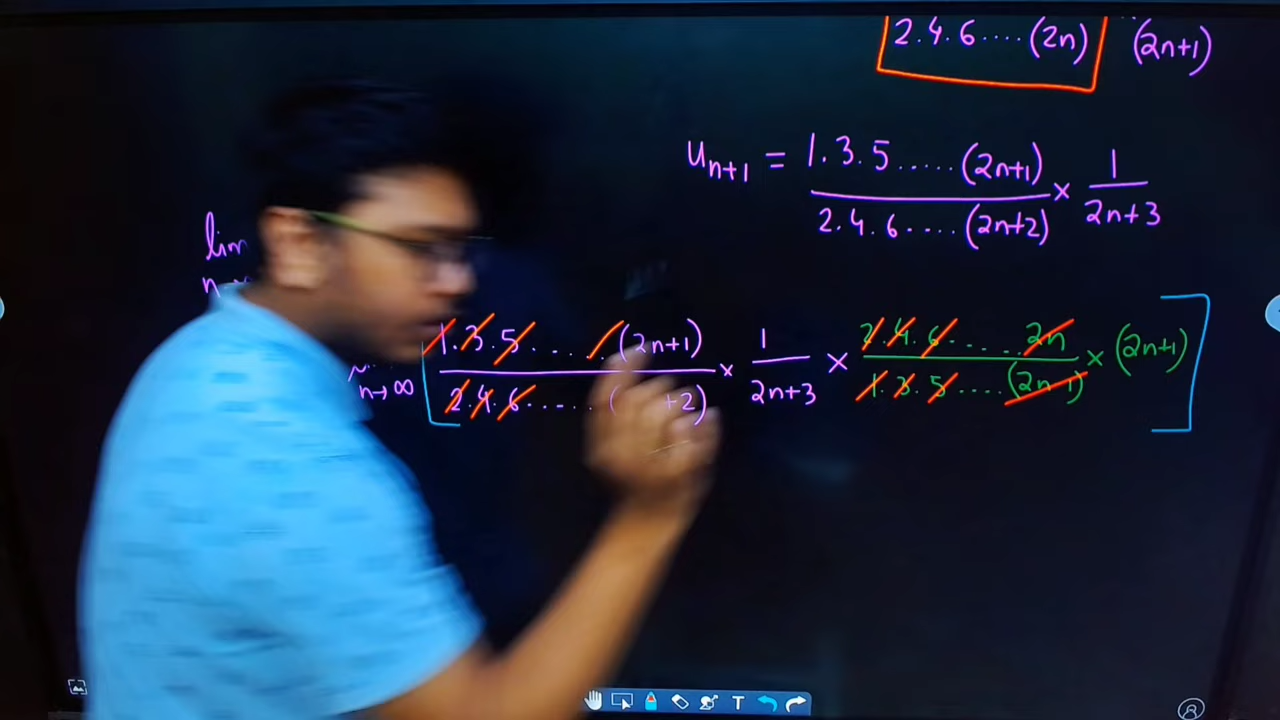 2.4.6....(2n) (2n+1)
u_{n+1} = 1.3.5.....(2n+1) / 2.4.6....(2n+2) × 1 / 2n+3
lim
n→∞ [ 1.3.5.....(2n+1) / 2.4.6.....( +2) × 1 / 2n+3 × 2.4.6.....2n / 1.3.5....(2n-1) × (2n+1) ]
T